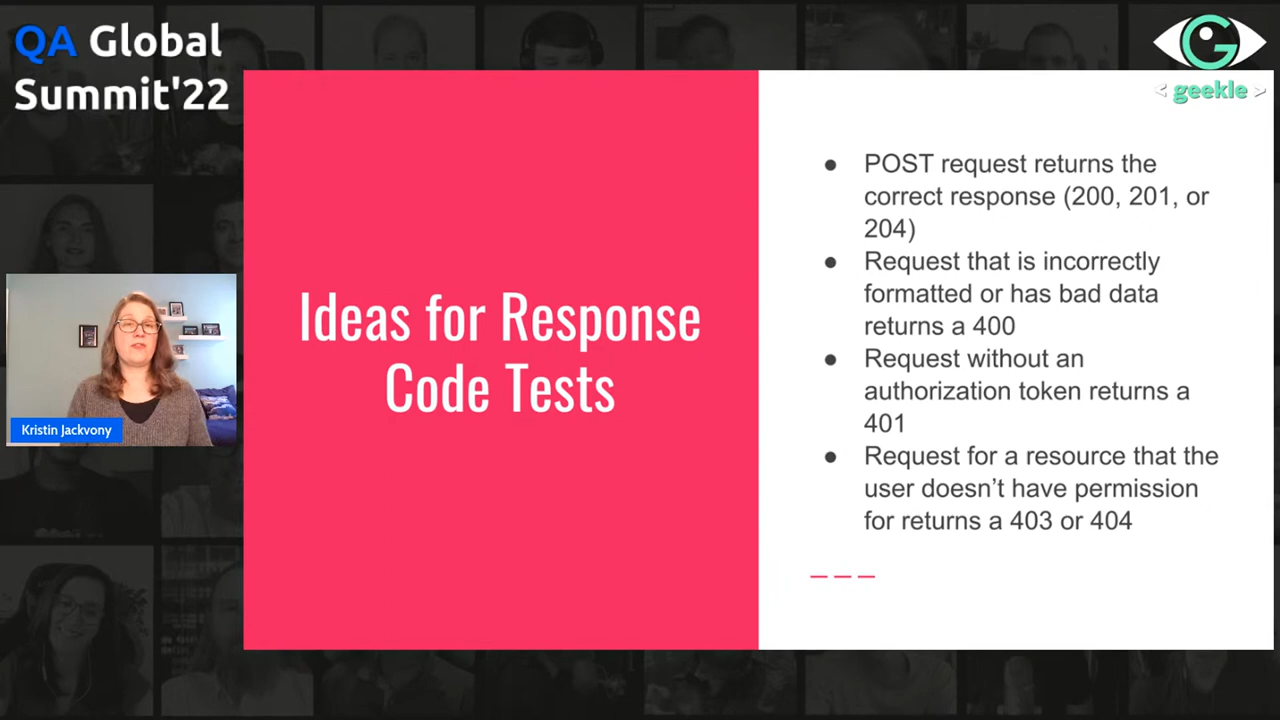 QA Global
Summit'22
< geekle >
Ideas for Response
Code Tests
● POST request returns the
correct response (200, 201, or
204)
● Request that is incorrectly
formatted or has bad data
returns a 400
● Request without an
authorization token returns a
401
● Request for a resource that the
user doesn’t have permission
for returns a 403 or 404
Kristin Jackvony